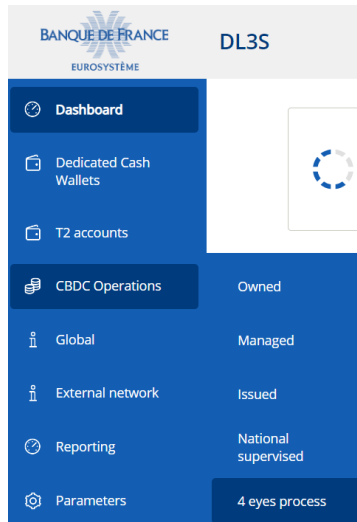 BANQUE DE FRANCE
EUROSYSTÈME
DL3S
Dashboard
Dedicated Cash
Wallets
T2 accounts
CBDC Operations
Owned
Global
Managed
External network
Issued
Reporting
National
supervised
Parameters
4 eyes process